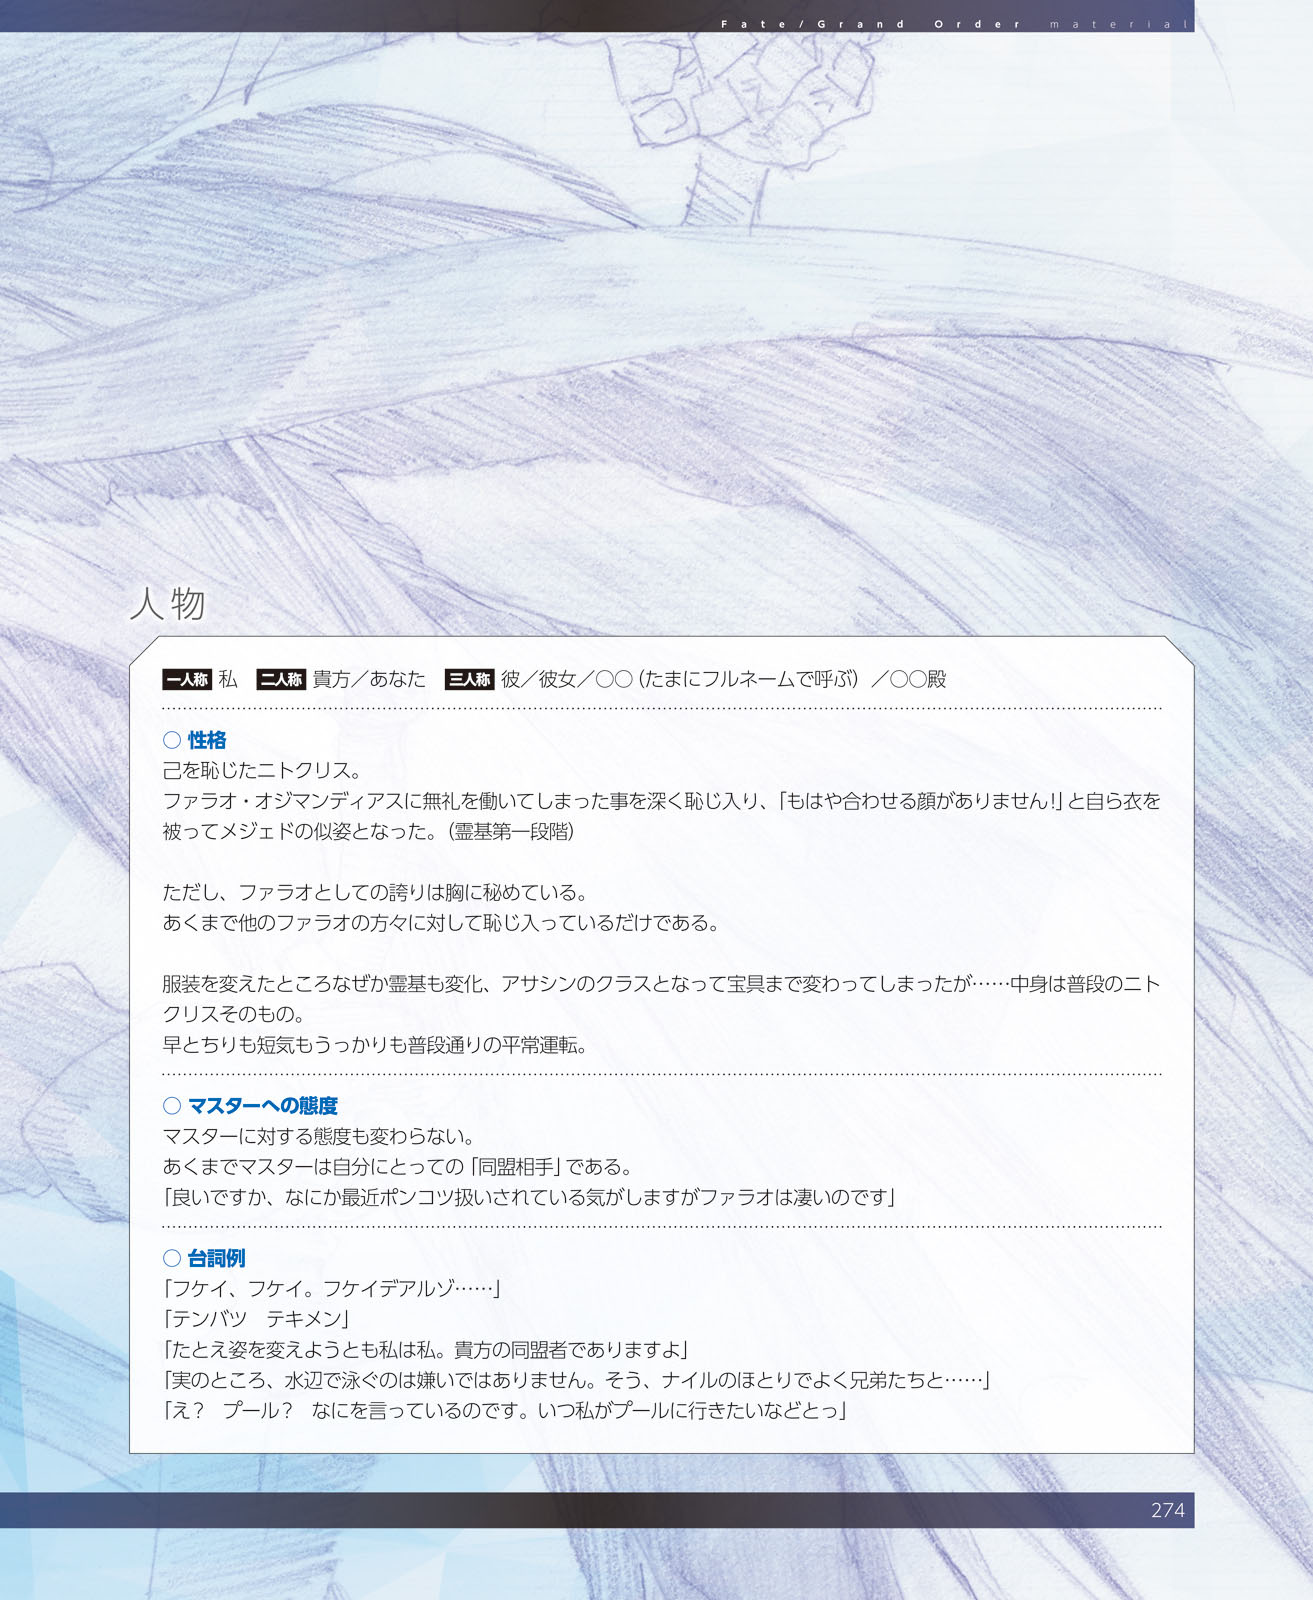 Fate/Grand Order material
人物
一人称 私 二人称 貴方／あなた 三人称 彼／彼女／○○（たまにフルネームで呼ぶ）／○○殿
○ 性格
己を恥じたニトクリス。
ファラオ・オジマンディアスに無礼を働いてしまった事を深く恥じ入り、「もはや合わせる顔がありません!」と自ら衣を
被ってメジェドの似姿となった。（霊基第一段階）
ただし、ファラオとしての誇りは胸に秘めている。
あくまで他のファラオの方々に対して恥じ入っているだけである。
服装を変えたところなぜか霊基も変化、アサシンのクラスとなって宝具まで変わってしまったが……中身は普段のニト
クリスそのもの。
早とちりも短気もうっかりも普段通りの平常運転。
○ マスターへの態度
マスターに対する態度も変わらない。
あくまでマスターは自分にとっての「同盟相手」である。
「良いですか、なにか最近ポンコツ扱いされている気がしますがファラオは凄いのです」
○ 台詞例
「フケイ、フケイ。フケイデアルゾ……」
「テンバツ　テキメン」
「たとえ姿を変えようとも私は私。貴方の同盟者でありますよ」
「実のところ、水辺で泳ぐのは嫌いではありません。そう、ナイルのほとりでよく兄弟たちと……」
「え？　プール？　なにを言っているのです。いつ私がプールに行きたいなどとっ」
274